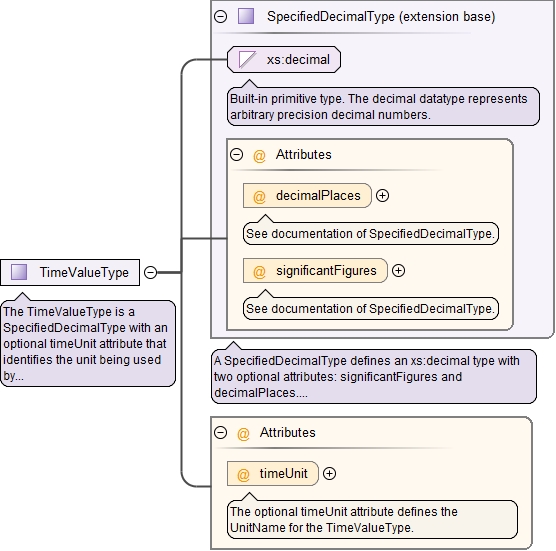 SpecifiedDecimalType (extension base)
xs:decimal
Built-in primitive type. The decimal datatype represents
arbitrary precision decimal numbers.
@ Attributes
@ decimalPlaces
See documentation of SpecifiedDecimalType.
@ significantFigures
See documentation of SpecifiedDecimalType.
TimeValueType
The TimeValueType is a
SpecifiedDecimalType with an
optional timeUnit attribute that
identifies the unit being used
by...
A SpecifiedDecimalType defines an xs:decimal type with
two optional attributes: significantFigures and
decimalPlaces....
@ Attributes
@ timeUnit
The optional timeUnit attribute defines the
UnitName for the TimeValueType.